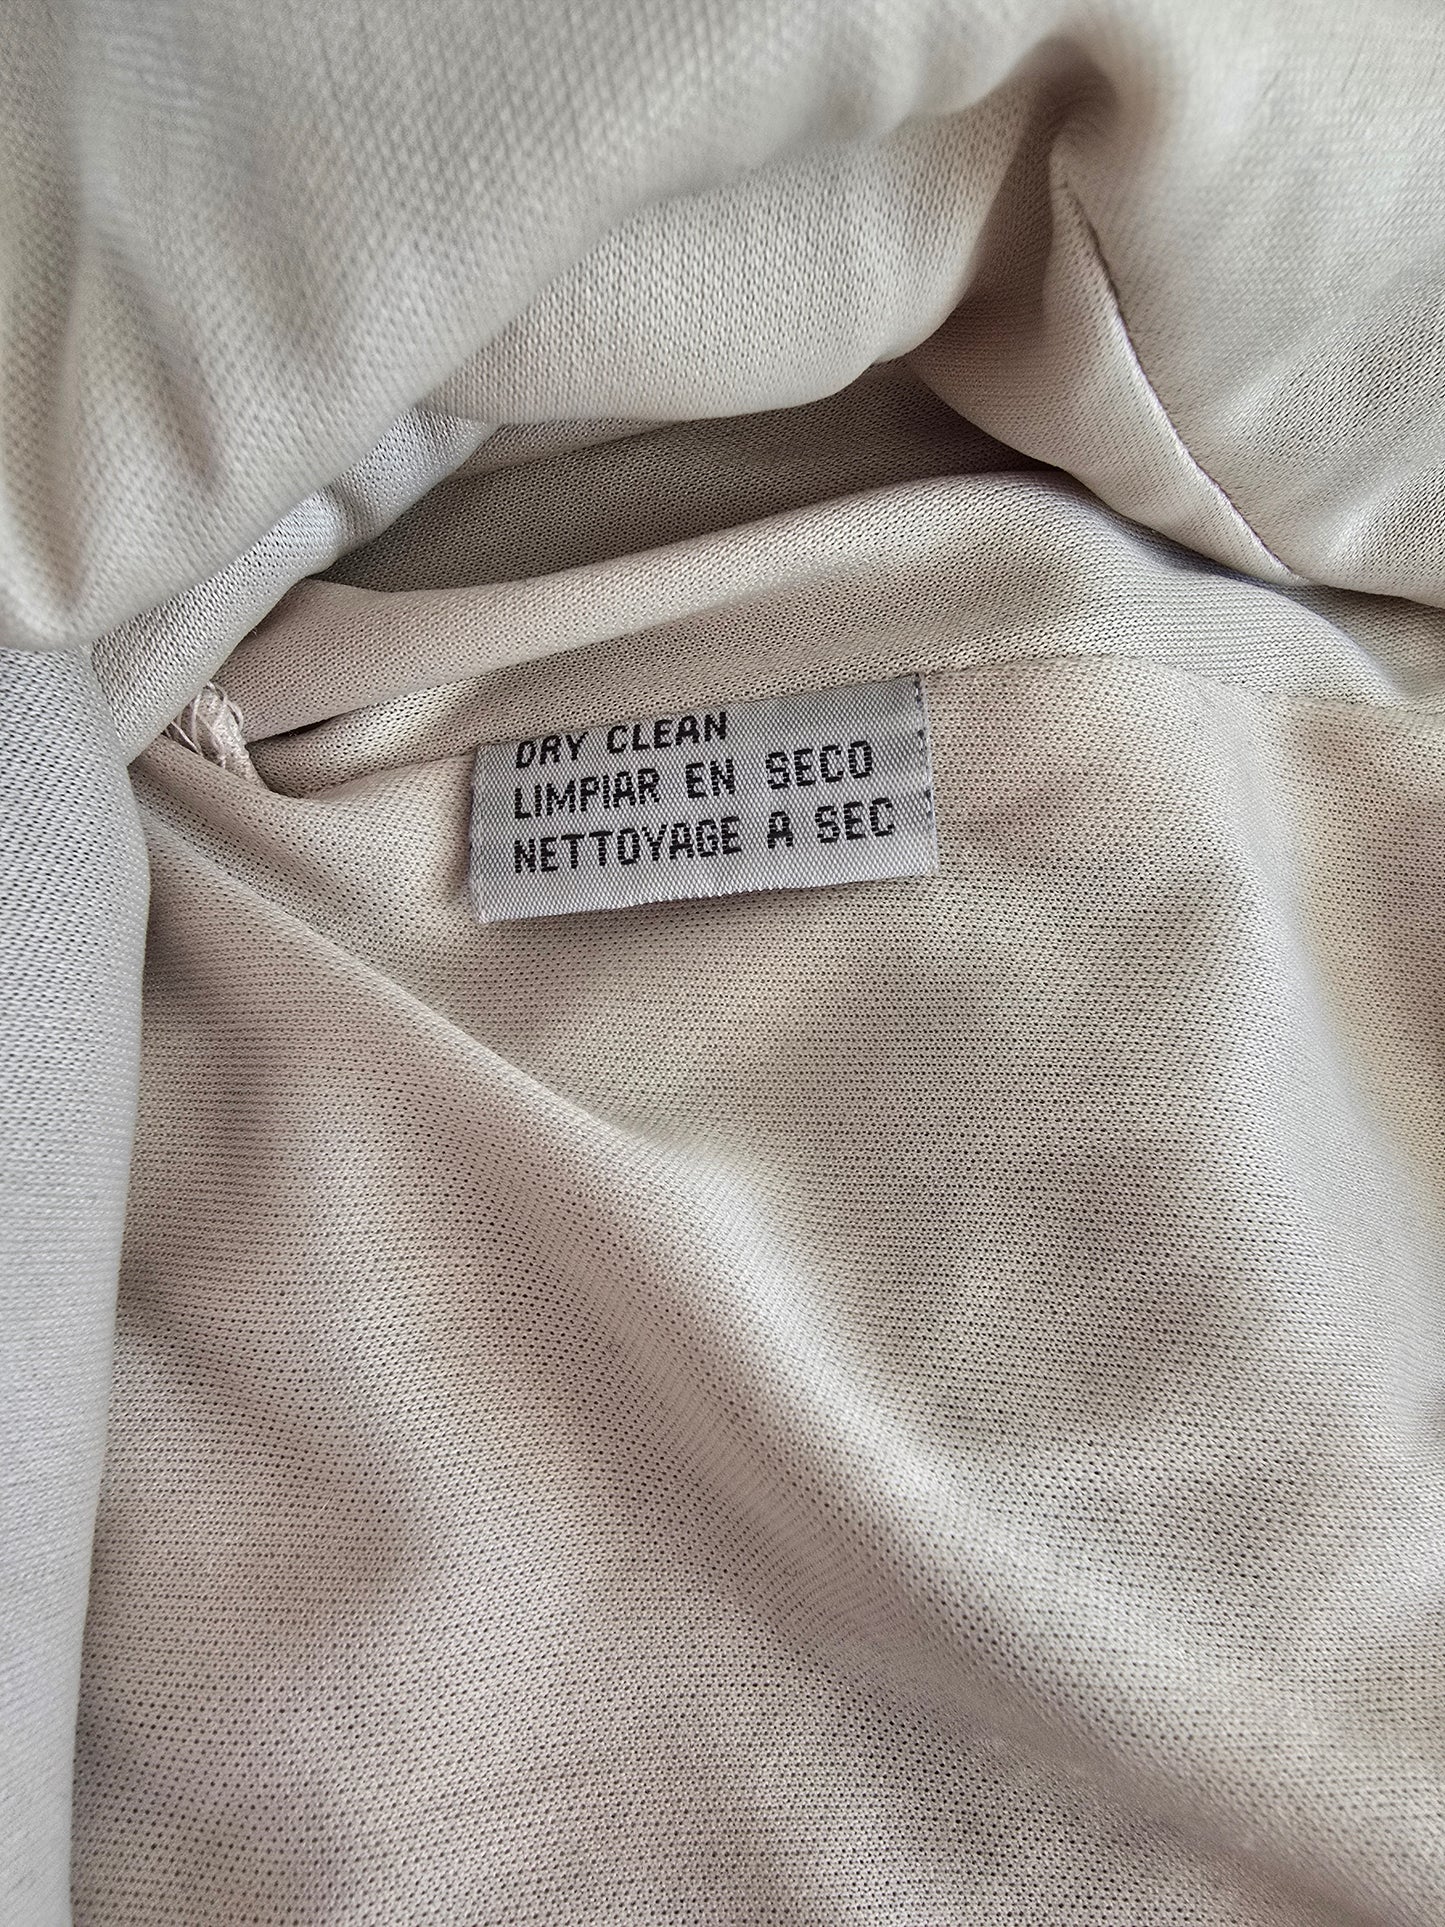 DRY CLEAN
LIMPIAR EN SECO
NETTOYAGE A SEC